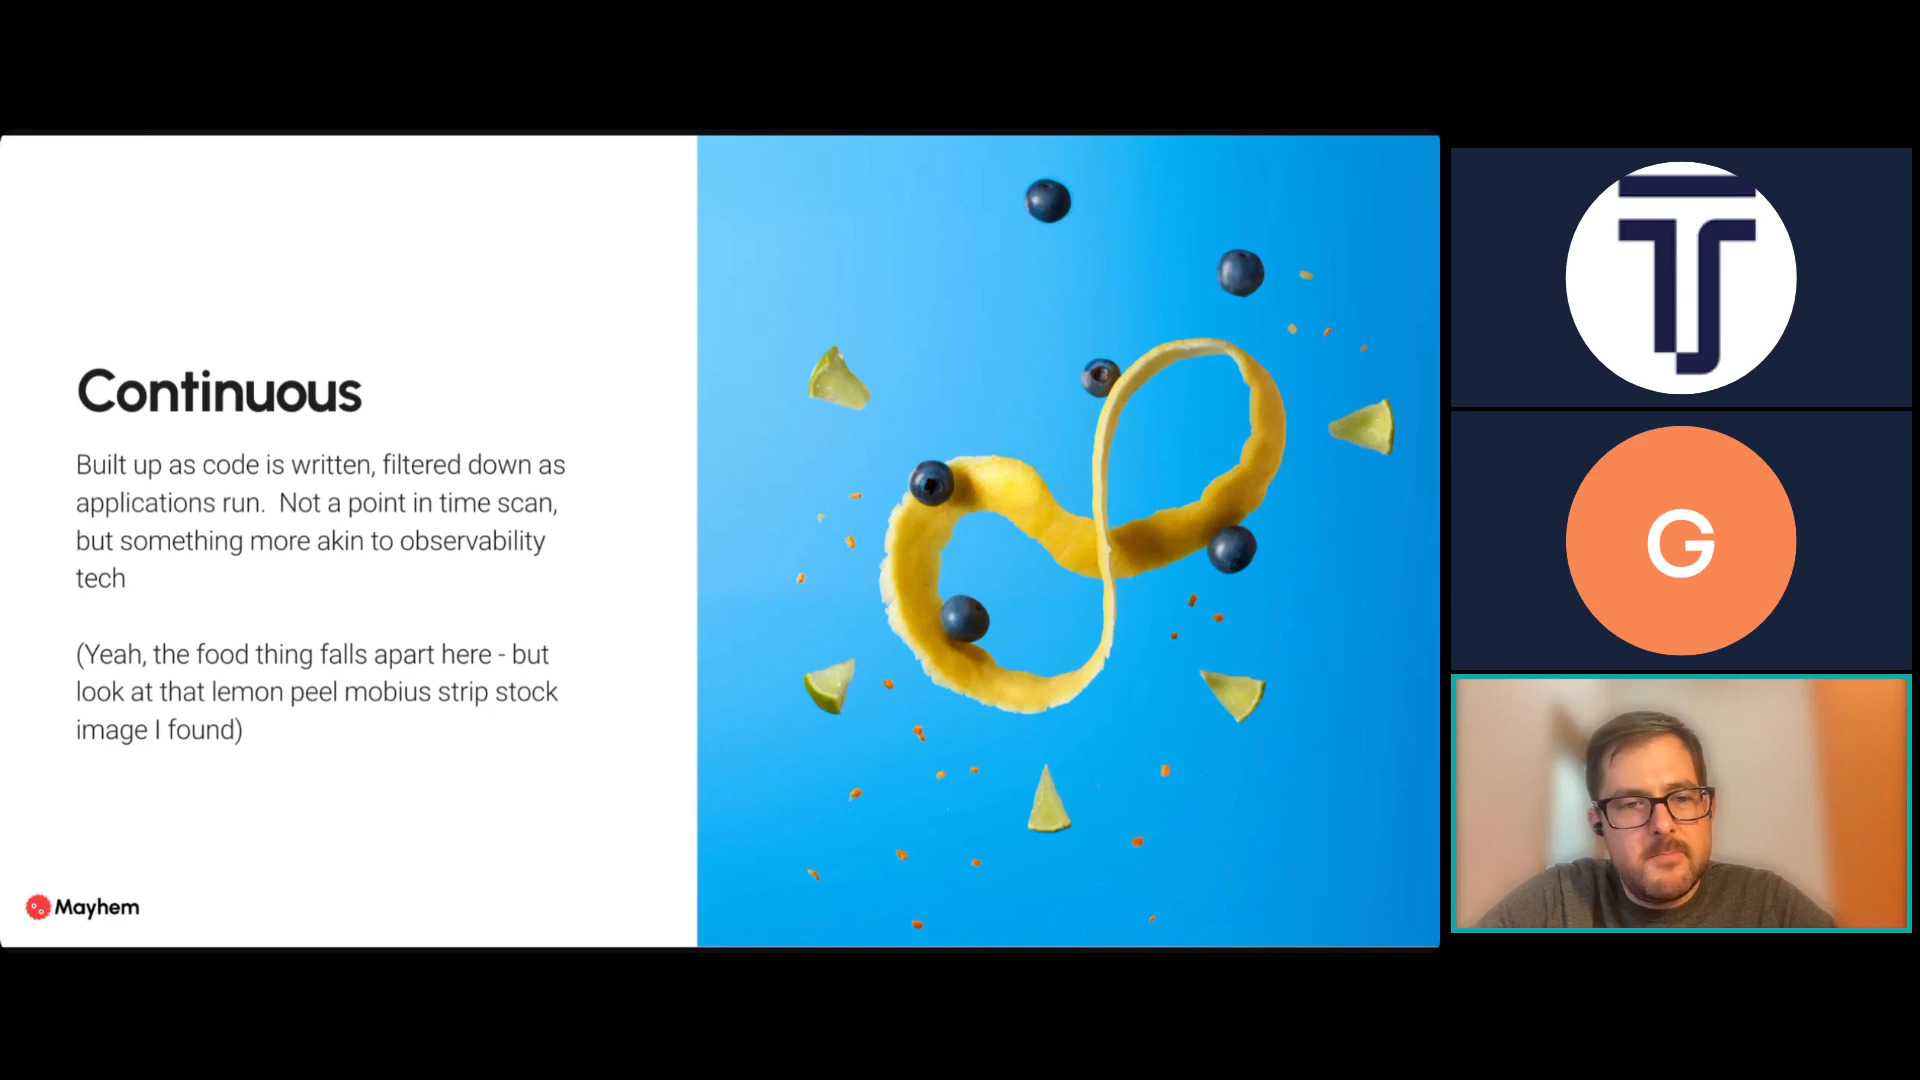 Continuous
Built up as code is written, filtered down as
applications run.  Not a point in time scan,
but something more akin to observability
tech
(Yeah, the food thing falls apart here - but
look at that lemon peel mobius strip stock
image I found)
Mayhem
TS
G